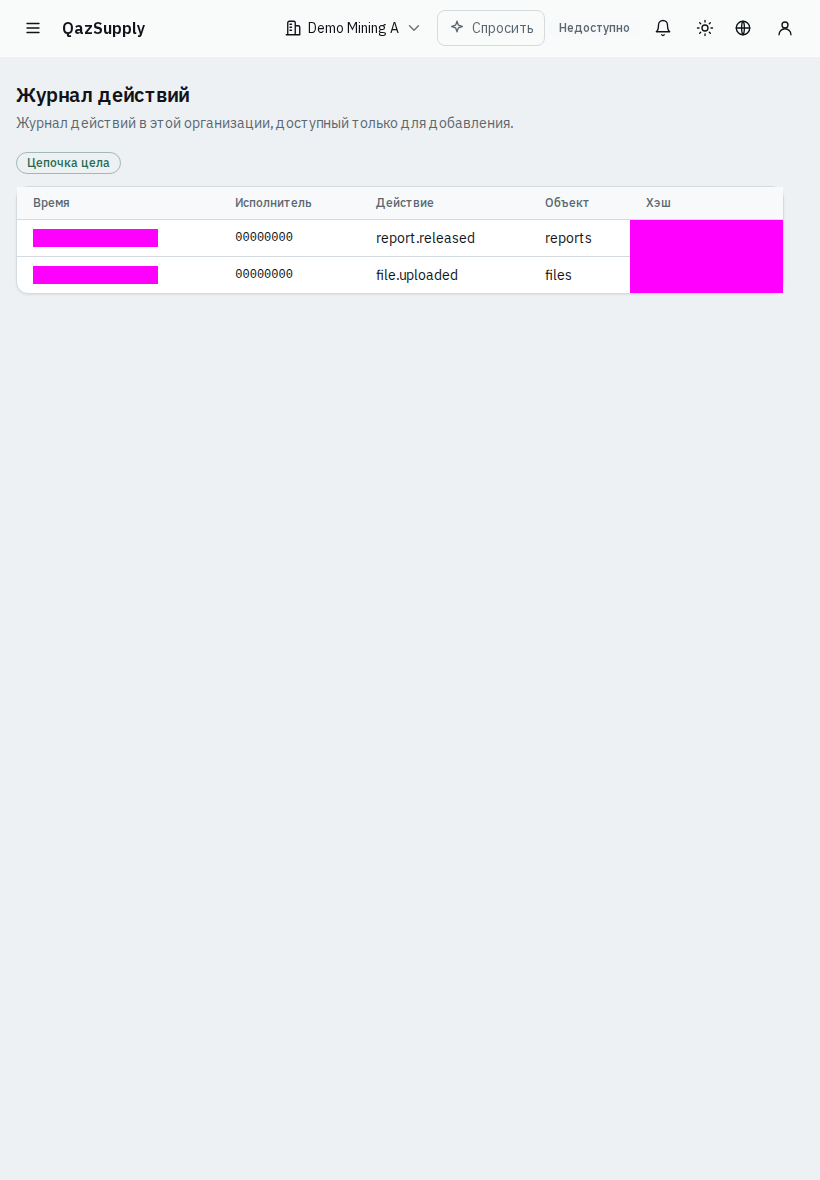 QazSupply Demo Mining A Спросить Недоступно
Журнал действий
Журнал действий в этой организации, доступный только для добавления.
Цепочка цела
Время Исполнитель Действие Объект Хэш
00000000 report.released reports
00000000 file.uploaded files